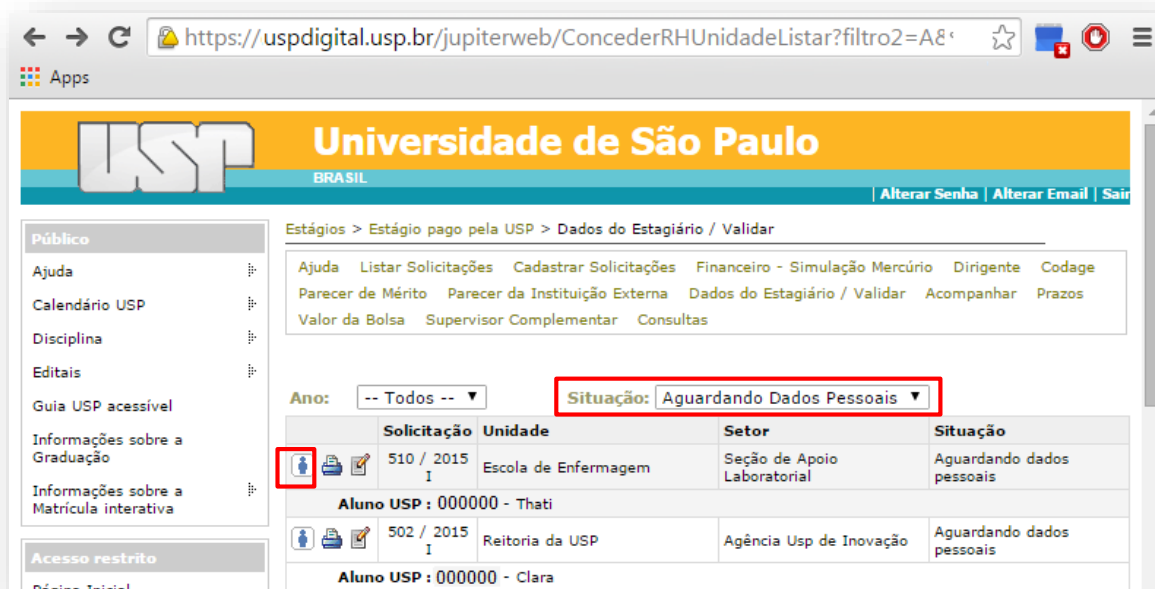 https://uspdigital.usp.br/jupiterweb/ConcederRHUnidadeListar?filtro2=A&
Apps
USP
Universidade de São Paulo
BRASIL
| Alterar Senha | Alterar Email | Sair
Público
Ajuda
Calendário USP
Disciplina
Editais
Guia USP acessível
Informações sobre a
Graduação
Informações sobre a
Matrícula interativa
Acesso restrito
Página Inicial
Estágios > Estágio pago pela USP > Dados do Estagiário / Validar
Ajuda Listar Solicitações Cadastrar Solicitações Financeiro - Simulação Mercúrio Dirigente Codage
Parecer de Mérito Parecer da Instituição Externa Dados do Estagiário / Validar Acompanhar Prazos
Valor da Bolsa Supervisor Complementar Consultas
Ano: -- Todos -- Situação: Aguardando Dados Pessoais
Solicitação Unidade Setor Situação
510 / 2015 I Escola de Enfermagem Seção de Apoio Laboratorial Aguardando dados pessoais
Aluno USP : 000000 - Thati
502 / 2015 I Reitoria da USP Agência Usp de Inovação Aguardando dados pessoais
Aluno USP : 000000 - Clara